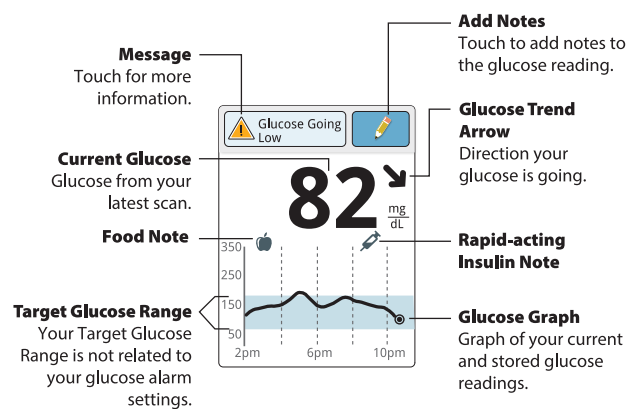 Add Notes
Touch to add notes to
the glucose reading.
Message
Touch for more
information.
Glucose Going
Low
Glucose Trend
Arrow
Direction your
glucose is going.
Current Glucose
Glucose from your
latest scan.
82
mg
dL
Food Note
Rapid-acting
Insulin Note
350
250
150
50
2pm 6pm 10pm
Target Glucose Range
Your Target Glucose
Range is not related to
your glucose alarm
settings.
Glucose Graph
Graph of your current
and stored glucose
readings.